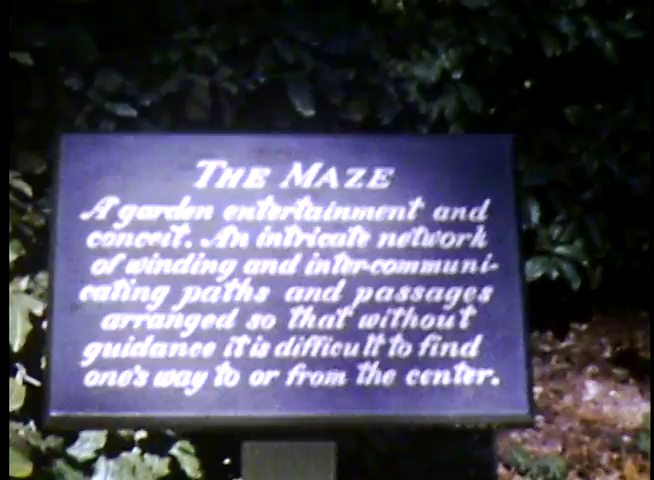 THE MAZE
A garden entertainment and
conceit. An intricate network
of winding and inter-communi-
cating paths and passages
arranged so that without
guidance it is difficult to find
one's way to or from the center.